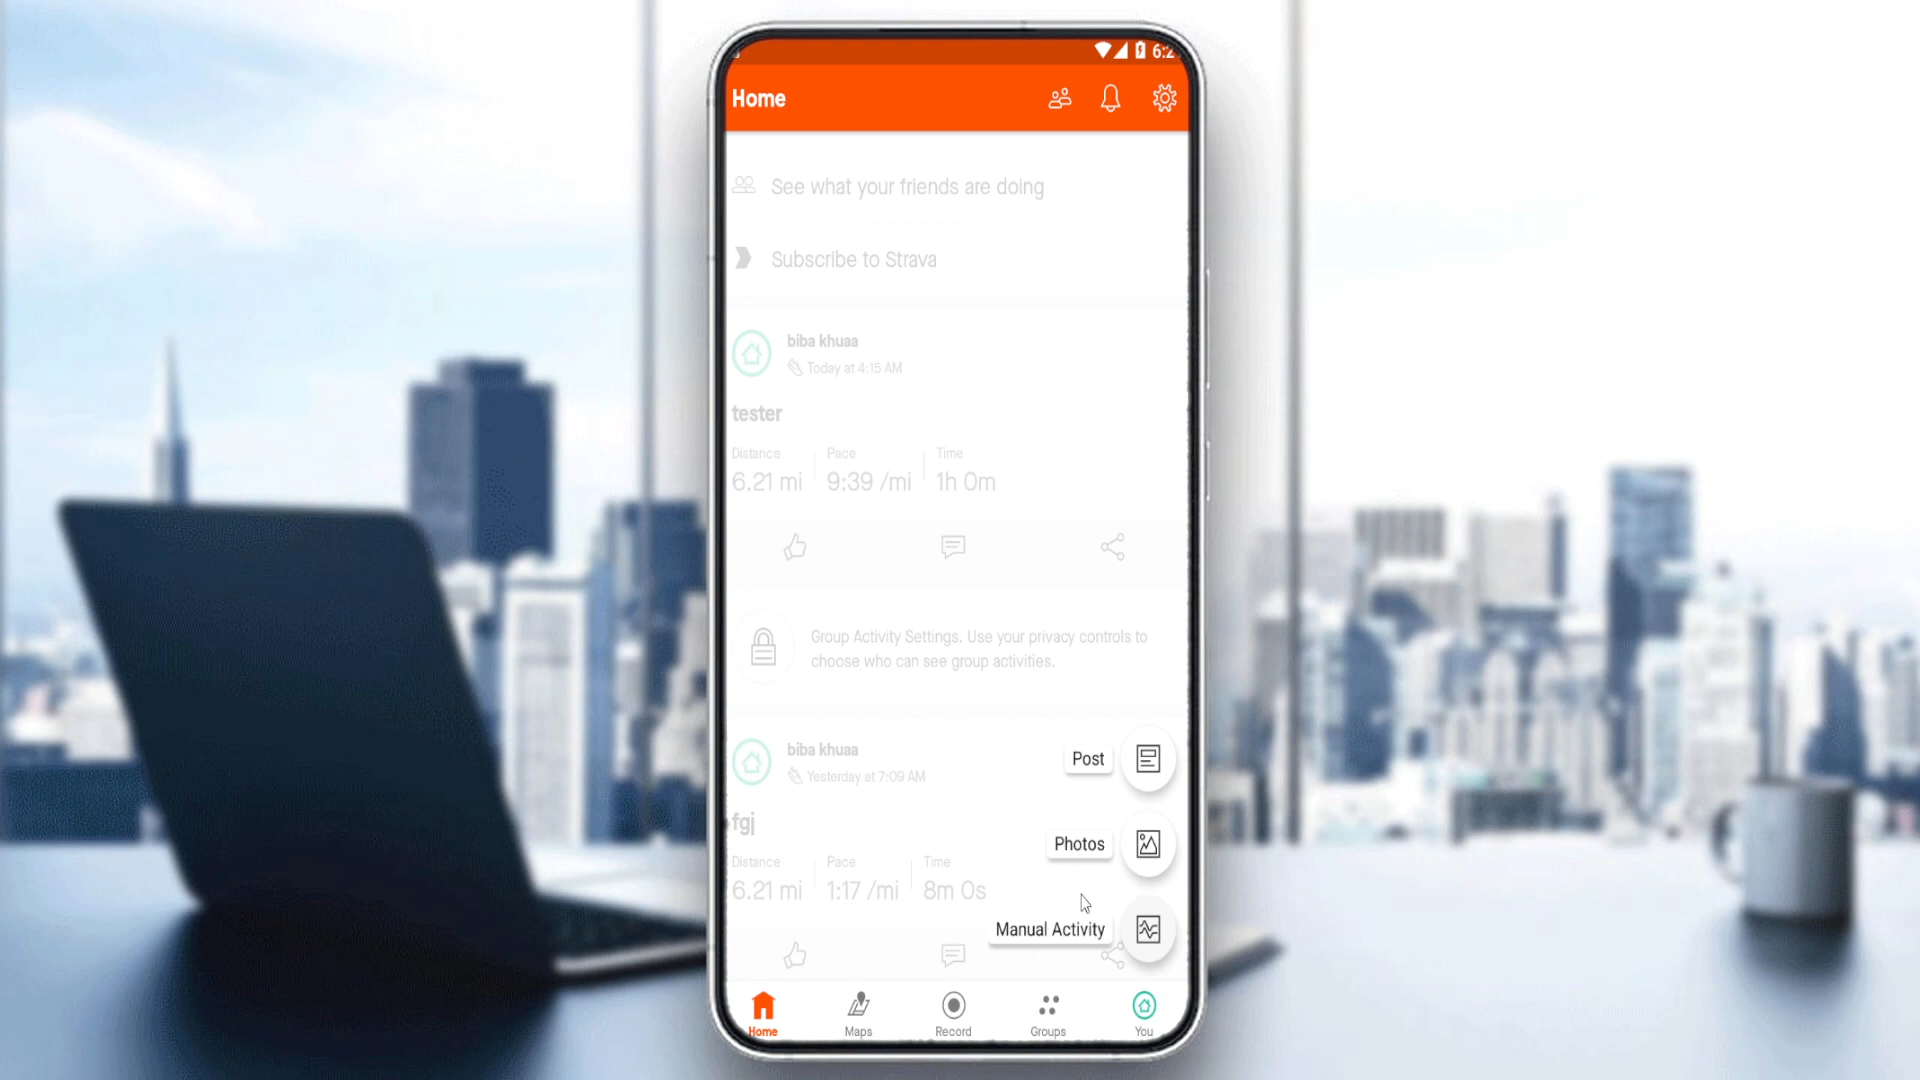 Home
See what your friends are doing
Subscribe to Strava
biba khuaa
Today at 4:15 AM
tester
Distance Pace Time
6.21 mi 9:39 /mi 1h 0m
Group Activity Settings. Use your privacy controls to
choose who can see group activities.
biba khuaa
Yesterday at 7:09 AM
Post
fgj
Photos
Distance Pace Time
6.21 mi 1:17 /mi 8m 0s
Manual Activity
Home Maps Record Groups You